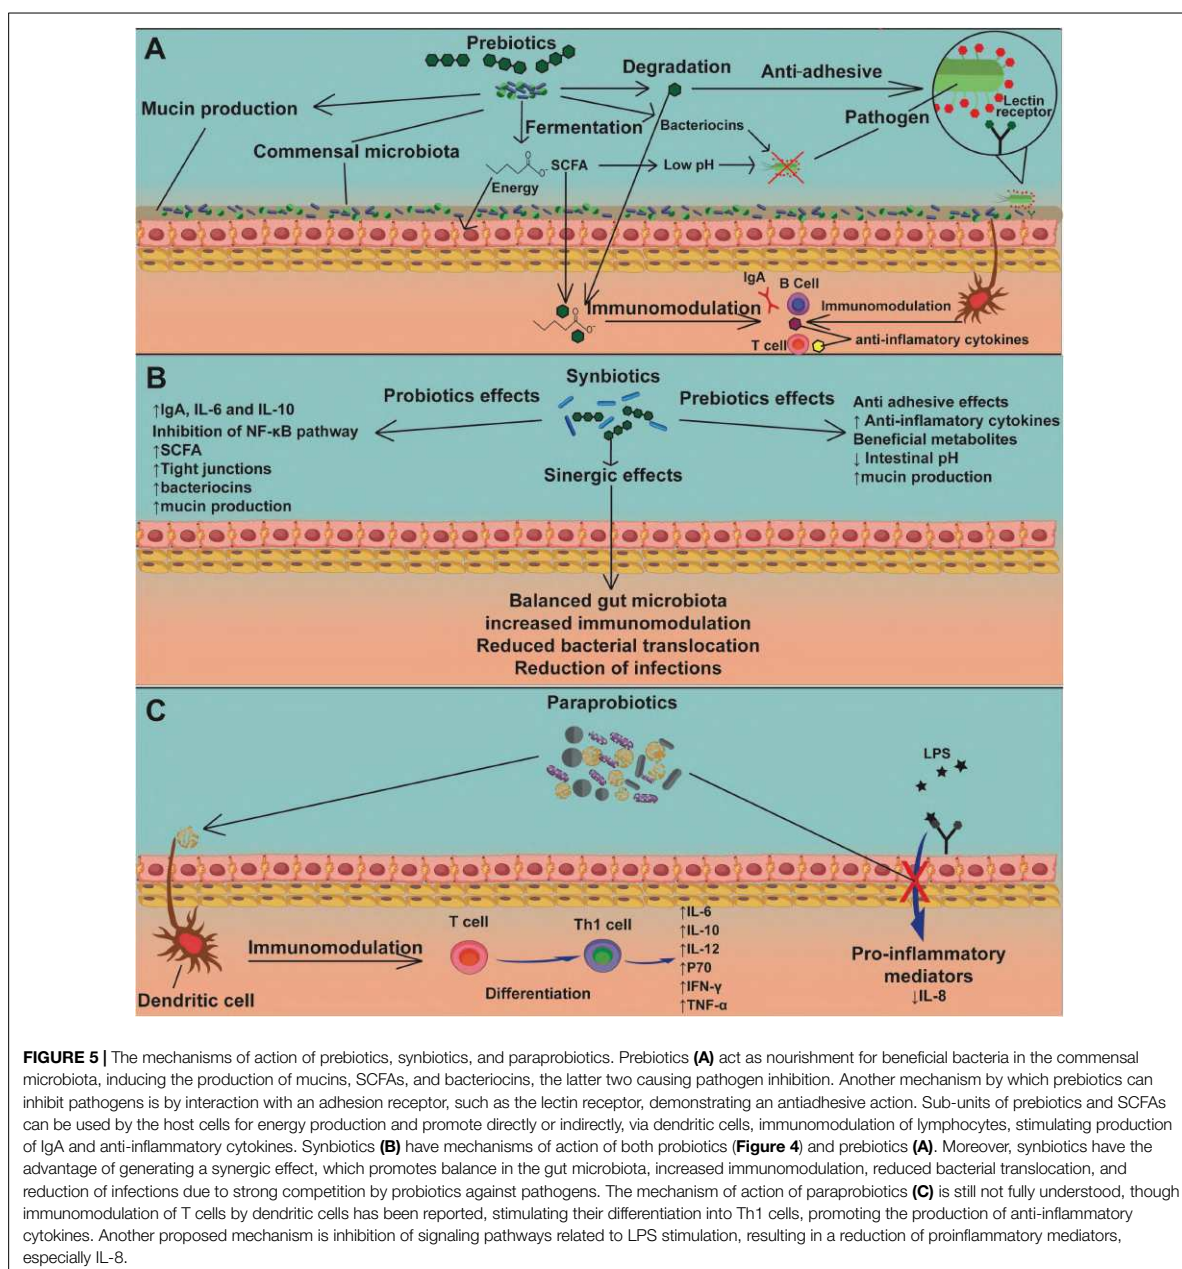 A
Prebiotics
Degradation
Anti-adhesive
Mucin production
Lectin
receptor
Fermentation
Bacteriocins
Pathogen
Commensal microbiota
SCFA
Low pH
O
O-
Energy
IgA
B Cell
Immunomodulation
Immunomodulation
O
O-
T cell
anti-inflamatory cytokines
B
Synbiotics
Probiotics effects
Prebiotics effects
↑IgA, IL-6 and IL-10
Inhibition of NF-κB pathway
↑SCFA
↑Tight junctions
↑bacteriocins
↑mucin production
Anti adhesive effects
↑ Anti-inflamatory cytokines
Beneficial metabolites
↓ Intestinal pH
↑mucin production
Sinergic effects
Balanced gut microbiota
increased immunomodulation
Reduced bacterial translocation
Reduction of infections
C
Paraprobiotics
LPS
T cell
Th1 cell
Immunomodulation
Differentiation
↑IL-6
↑IL-10
↑IL-12
↑P70
↑IFN-γ
↑TNF-α
Pro-inflammatory
mediators
↓IL-8
Dendritic cell
FIGURE 5 | The mechanisms of action of prebiotics, synbiotics, and paraprobiotics. Prebiotics (A) act as nourishment for beneficial bacteria in the commensal
microbiota, inducing the production of mucins, SCFAs, and bacteriocins, the latter two causing pathogen inhibition. Another mechanism by which prebiotics can
inhibit pathogens is by interaction with an adhesion receptor, such as the lectin receptor, demonstrating an antiadhesive action. Sub-units of prebiotics and SCFAs
can be used by the host cells for energy production and promote directly or indirectly, via dendritic cells, immunomodulation of lymphocytes, stimulating production
of IgA and anti-inflammatory cytokines. Synbiotics (B) have mechanisms of action of both probiotics (Figure 4) and prebiotics (A). Moreover, synbiotics have the
advantage of generating a synergic effect, which promotes balance in the gut microbiota, increased immunomodulation, reduced bacterial translocation, and
reduction of infections due to strong competition by probiotics against pathogens. The mechanism of action of paraprobiotics (C) is still not fully understood, though
immunomodulation of T cells by dendritic cells has been reported, stimulating their differentiation into Th1 cells, promoting the production of anti-inflammatory
cytokines. Another proposed mechanism is inhibition of signaling pathways related to LPS stimulation, resulting in a reduction of proinflammatory mediators,
especially IL-8.